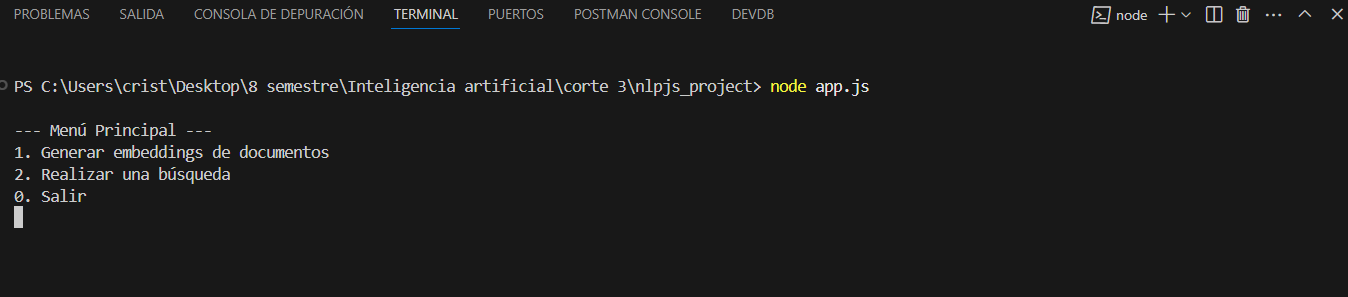 PROBLEMAS SALIDA CONSOLA DE DEPURACIÓN TERMINAL PUERTOS POSTMAN CONSOLE DEVDB node
PS C:\Users\crist\Desktop\8 semestre\Inteligencia artificial\corte 3\nlpjs_project> node app.js
--- Menú Principal ---
1. Generar embeddings de documentos
2. Realizar una búsqueda
0. Salir